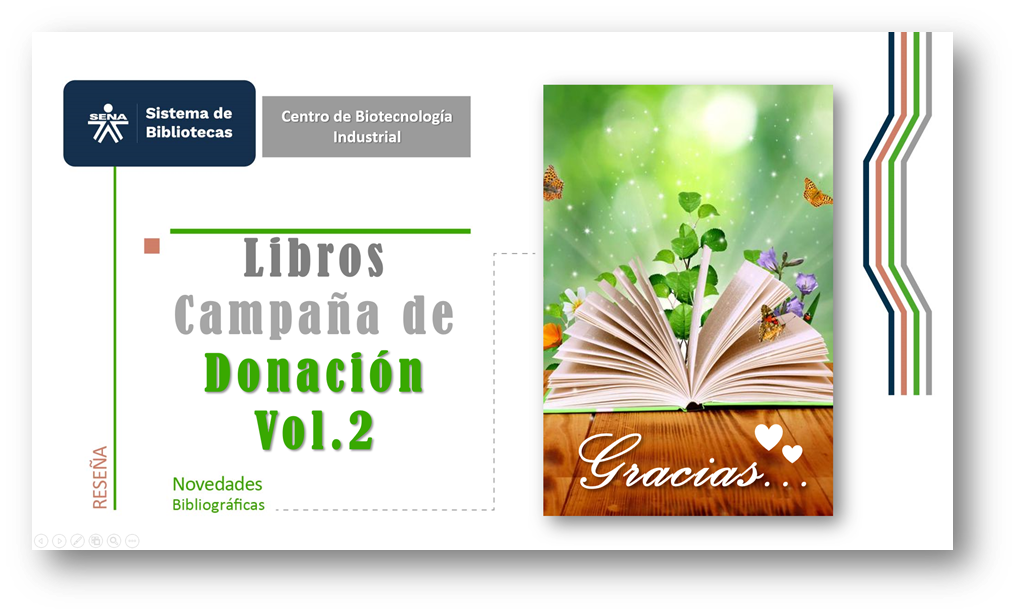 SENA
Sistema de
Bibliotecas
Centro de Biotecnología
Industrial
Libros
Campaña de
Donación
Vol.2
RESEÑA
Novedades
Bibliográficas
Gracias...